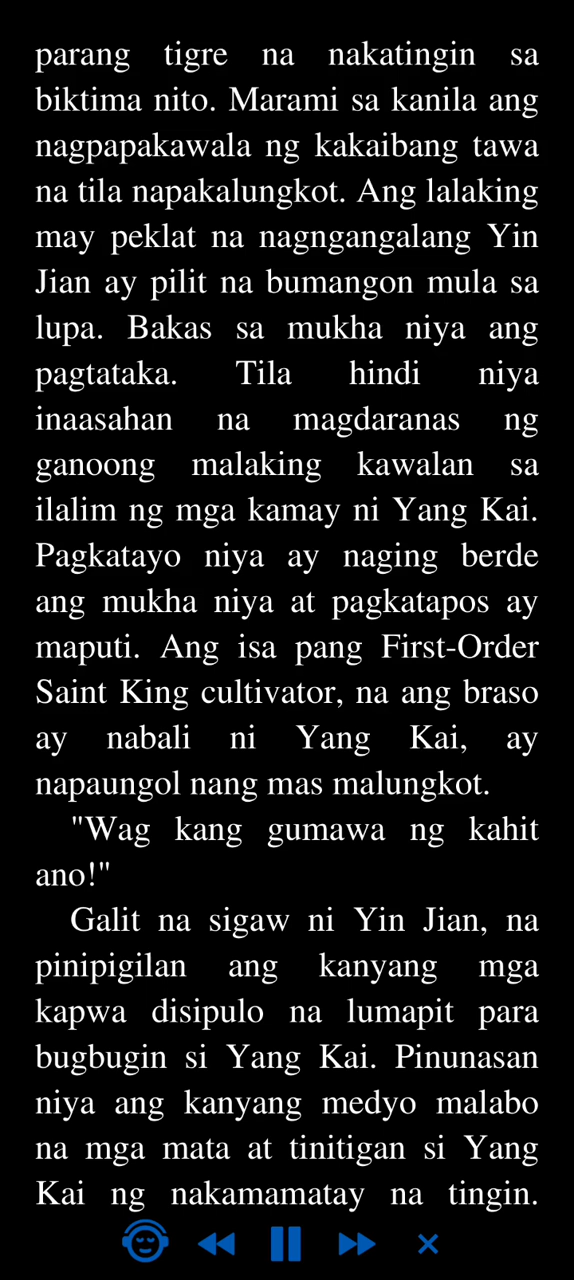 parang tigre na nakatingin sa
biktima nito. Marami sa kanila ang
nagpapakawala ng kakaibang tawa
na tila napakalungkot. Ang lalaking
may peklat na nagngangalang Yin
Jian ay pilit na bumangon mula sa
lupa. Bakas sa mukha niya ang
pagtataka. Tila hindi niya
inaasahan na magdaranas ng
ganoong malaking kawalan sa
ilalim ng mga kamay ni Yang Kai.
Pagkatayo niya ay naging berde
ang mukha niya at pagkatapos ay
maputi. Ang isa pang First-Order
Saint King cultivator, na ang braso
ay nabali ni Yang Kai, ay
napaungol nang mas malungkot.
"Wag kang gumawa ng kahit
ano!"
Galit na sigaw ni Yin Jian, na
pinipigilan ang kanyang mga
kapwa disipulo na lumapit para
bugbugin si Yang Kai. Pinunasan
niya ang kanyang medyo malabo
na mga mata at tinitigan si Yang
Kai ng nakamamatay na tingin.